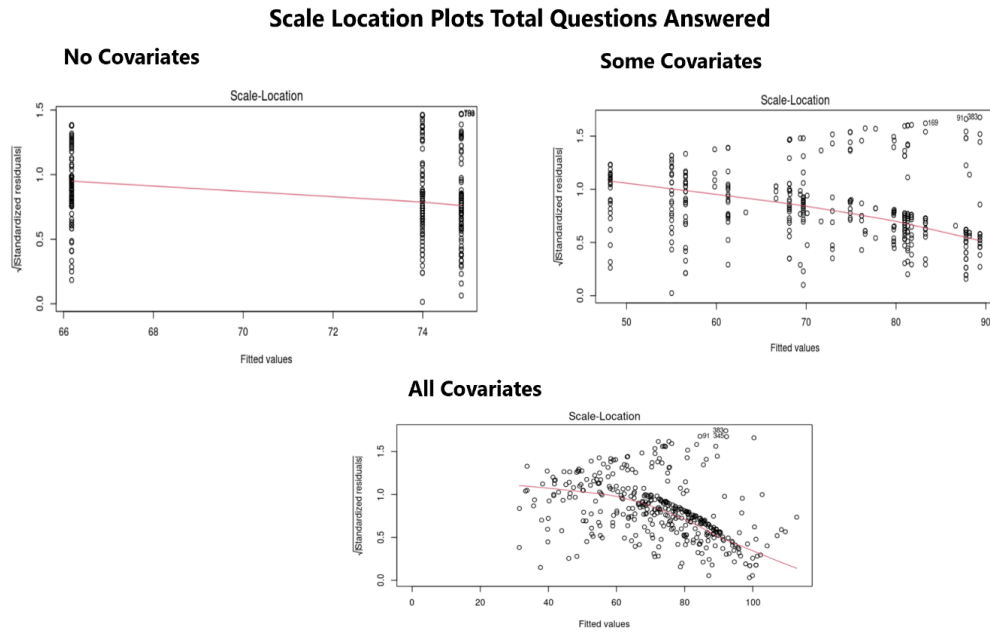 Scale Location Plots Total Questions Answered
No Covariates
Scale-Location
√|Standardized residuals|
0.0 0.5 1.0 1.5
66 68 70 72 74
Fitted values
Some Covariates
Scale-Location
√|Standardized residuals|
0.0 0.5 1.0 1.5
169
91
383
50 60 70 80 90
Fitted values
All Covariates
Scale-Location
√|Standardized residuals|
0.0 0.5 1.0 1.5
383
91 345
0 20 40 60 80 100
Fitted values